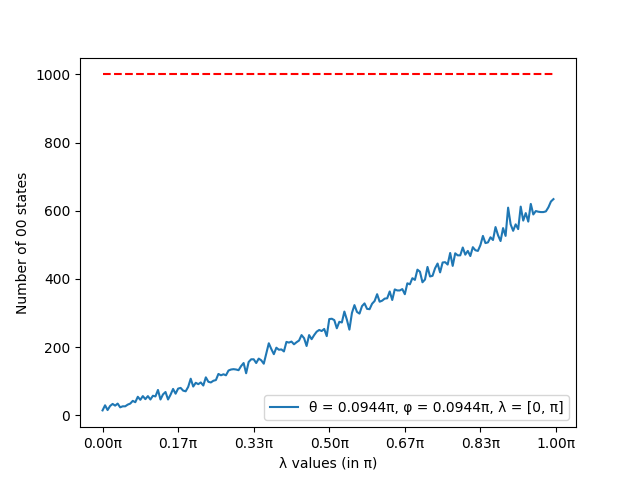 1000
800
600
400
200
0
Number of 00 states
θ = 0.0944π, φ = 0.0944π, λ = [0, π]
0.00π 0.17π 0.33π 0.50π 0.67π 0.83π 1.00π
λ values (in π)